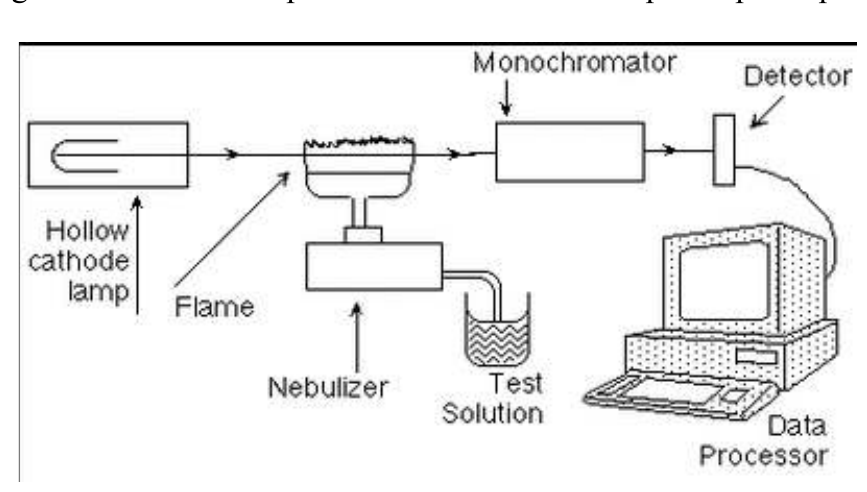 Monochromator
Detector
Hollow
cathode
lamp
Flame
Nebulizer
Test
Solution
Data
Processor